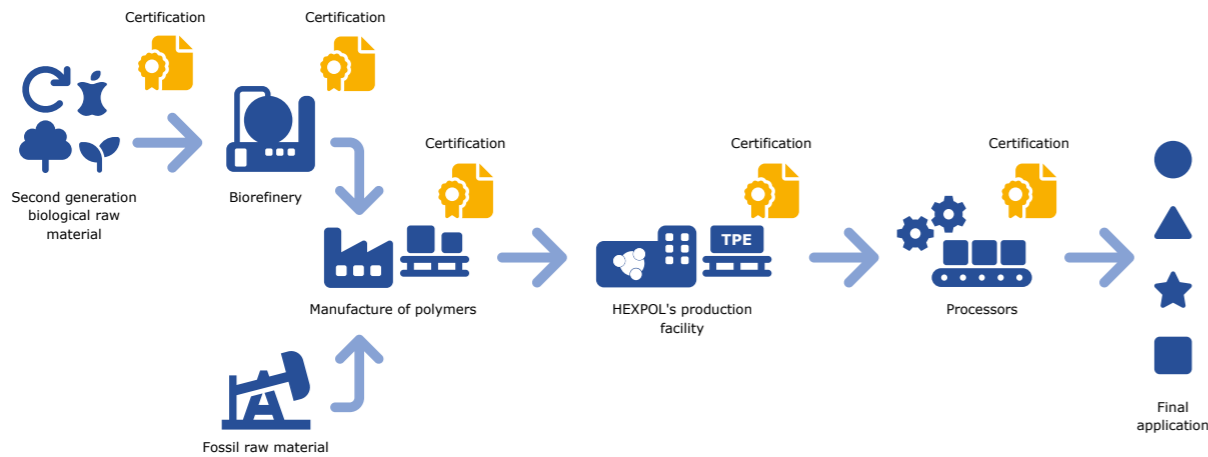 Certification
Certification
Second generation
biological raw
material
Biorefinery
Certification
Certification
Certification
TPE
Manufacture of polymers
HEXPOL's production
facility
Processors
Fossil raw material
Final
application